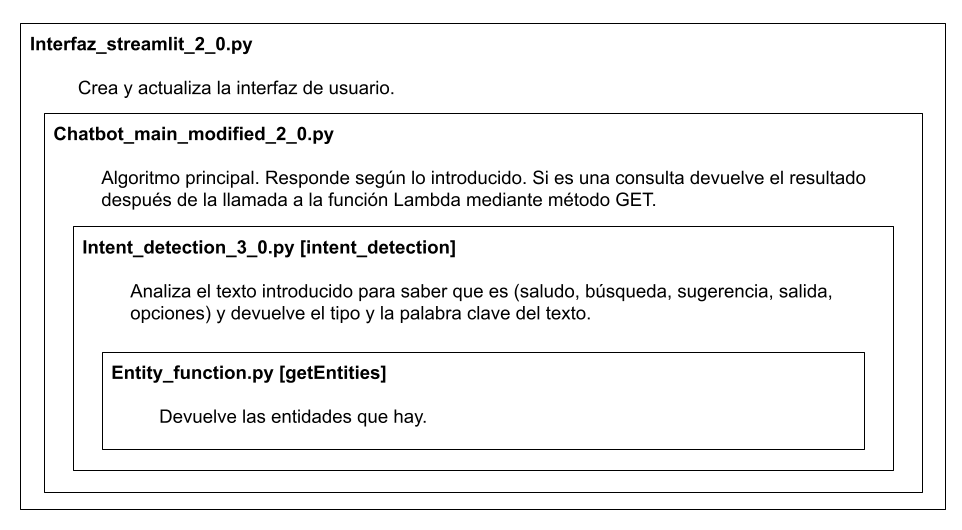 Interfaz_streamlit_2_0.py
Crea y actualiza la interfaz de usuario.
Chatbot_main_modified_2_0.py
Algoritmo principal. Responde según lo introducido. Si es una consulta devuelve el resultado
después de la llamada a la función Lambda mediante método GET.
Intent_detection_3_0.py [intent_detection]
Analiza el texto introducido para saber que es (saludo, búsqueda, sugerencia, salida,
opciones) y devuelve el tipo y la palabra clave del texto.
Entity_function.py [getEntities]
Devuelve las entidades que hay.